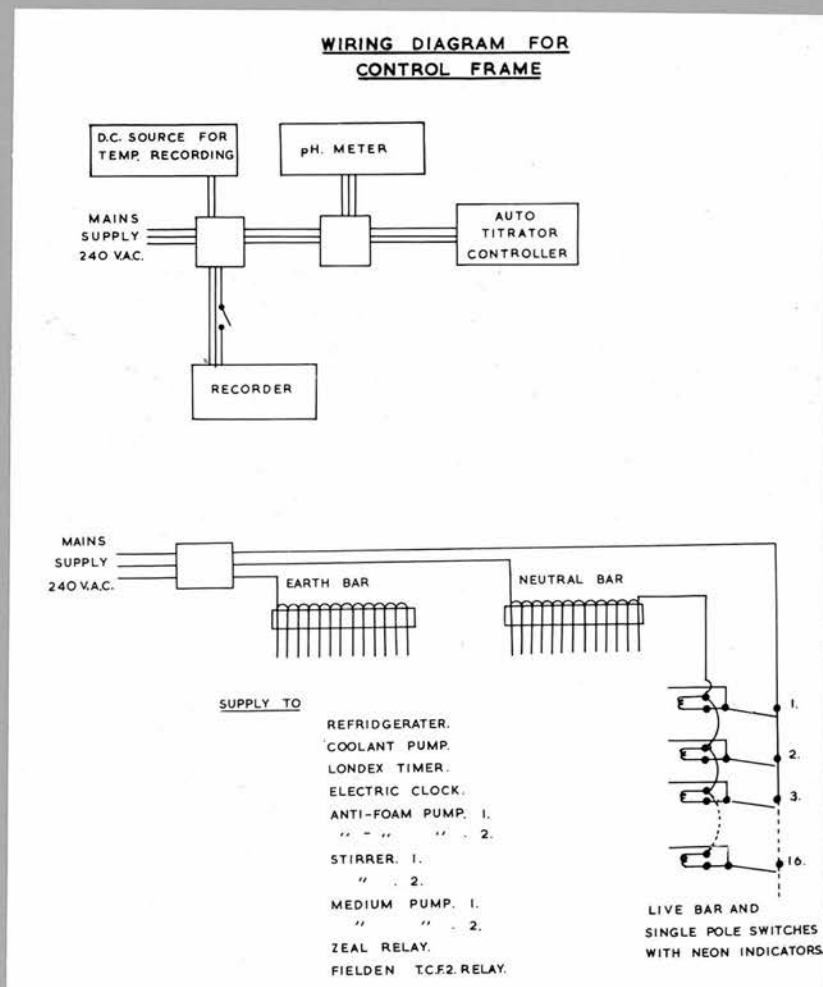 WIRING DIAGRAM FOR
CONTROL FRAME
D.C. SOURCE FOR
TEMP. RECORDING
pH. METER
MAINS
SUPPLY
240 V.A.C.
AUTO
TITRATOR
CONTROLLER
RECORDER
MAINS
SUPPLY
240 V.A.C.
EARTH BAR
NEUTRAL BAR
SUPPLY TO
REFRIDGERATER.
COOLANT PUMP.
LONDEX TIMER.
ELECTRIC CLOCK.
ANTI-FOAM PUMP. 1.
" - " " . 2.
STIRRER. 1.
" . 2.
MEDIUM PUMP. 1.
" " . 2.
ZEAL RELAY.
FIELDEN T.C.F.2. RELAY.
1.
2.
3.
16.
LIVE BAR AND
SINGLE POLE SWITCHES
WITH NEON INDICATORS.